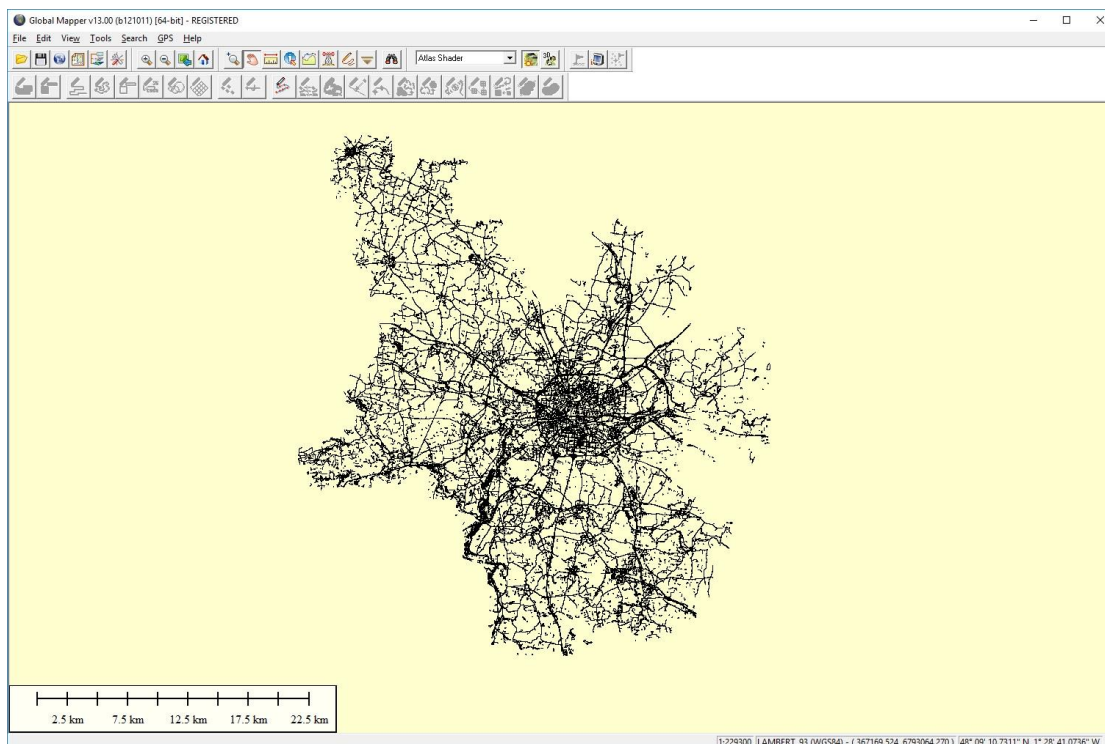 Global Mapper v13.00 (b121011) [64-bit] - REGISTERED
File Edit View Tools Search GPS Help
Atlas Shader
2.5 km 7.5 km 12.5 km 17.5 km 22.5 km
1:229300 LAMBERT_93 (WGS84) - ( 367169.524, 6793064.270 ) 48° 09' 10.7311" N, 1° 28' 41.0736" W